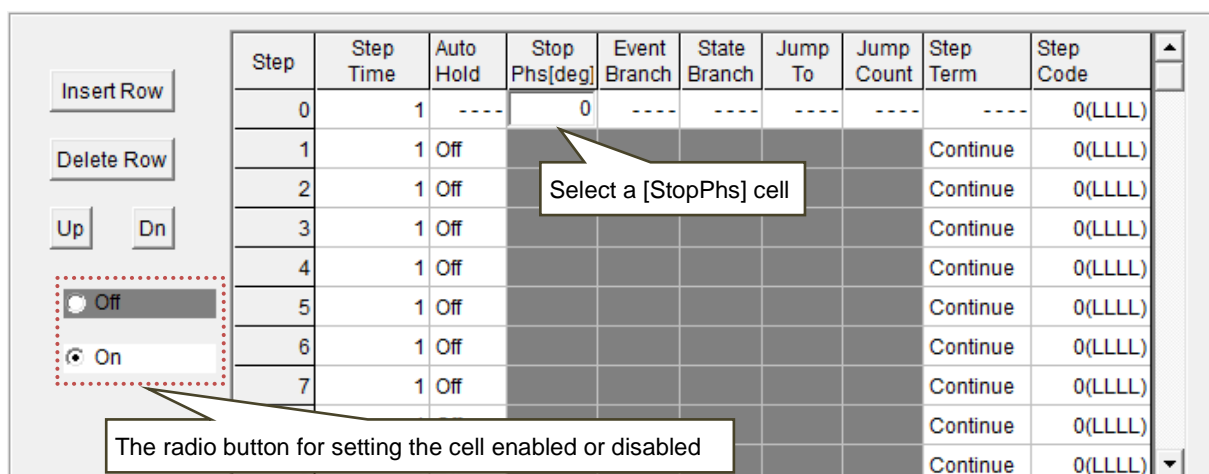 Step Step Time Auto Hold Stop Phs[deg] Event Branch State Branch Jump To Jump Count Step Term Step Code
Insert Row
0 1 ---- 0 ---- ---- ---- ---- ---- 0(LLLL)
Delete Row
1 1 Off Continue 0(LLLL)
Select a [StopPhs] cell
2 1 Off Continue 0(LLLL)
Up Dn
3 1 Off Continue 0(LLLL)
4 1 Off Continue 0(LLLL)
Off
5 1 Off Continue 0(LLLL)
On
6 1 Off Continue 0(LLLL)
7 1 Off Continue 0(LLLL)
The radio button for setting the cell enabled or disabled
Continue 0(LLLL)
Continue 0(LLLL)